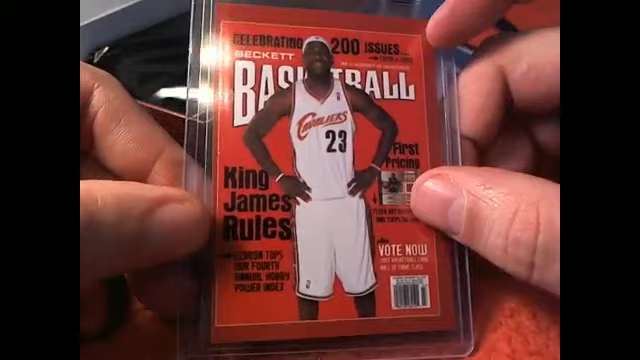 CELEBRATING 200 ISSUES
BECKETT
BASKETBALL
CAVALIERS
23
First
Pricing
King
James
Rules
LEBRON TOPS
OUR FOURTH
ANNUAL HOBBY
POWER INDEX
VOTE NOW